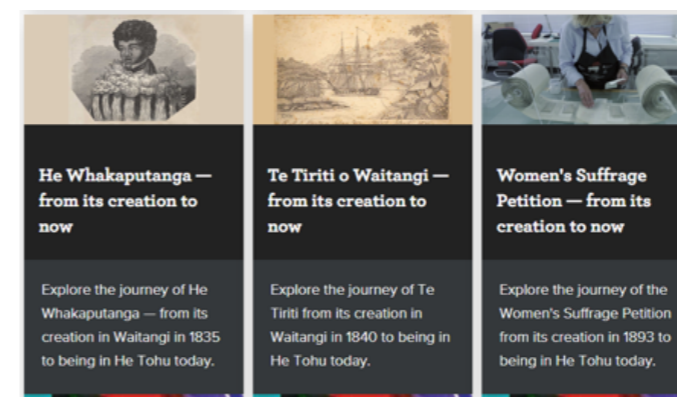 He Whakaputanga —
from its creation to
now
Explore the journey of He
Whakaputanga — from its
creation in Waitangi in 1835
to being in He Tohu today.
Te Tiriti o Waitangi —
from its creation to
now
Explore the journey of Te
Tiriti from its creation in
Waitangi in 1840 to being in
He Tohu today.
Women's Suffrage
Petition — from its
creation to now
Explore the journey of the
Women's Suffrage Petition
from its creation in 1893 to
being in He Tohu today.